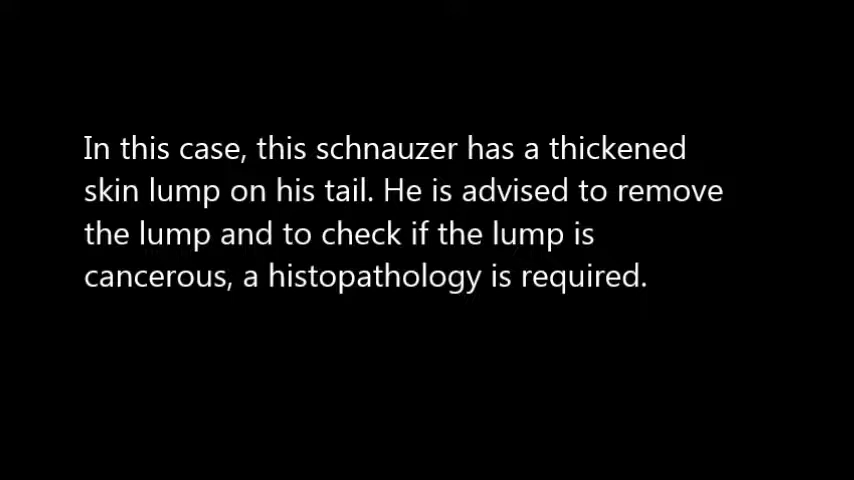 In this case, this schnauzer has a thickened
skin lump on his tail. He is advised to remove
the lump and to check if the lump is
cancerous, a histopathology is required.